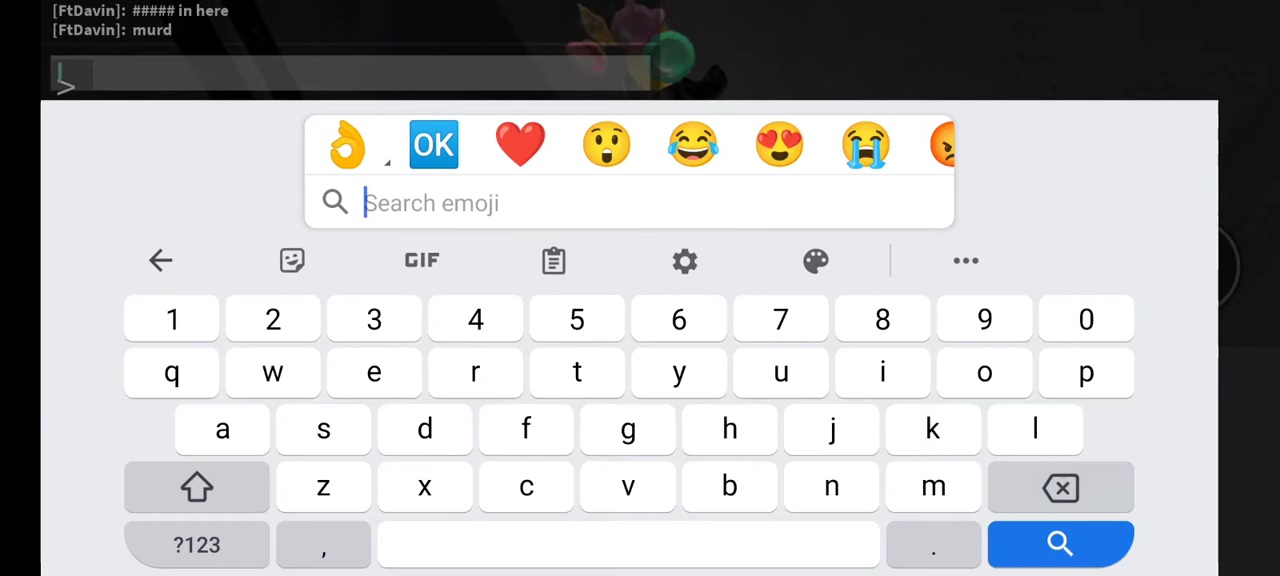 [FtDavin]: ##### in here
[FtDavin]: murd
>
OK
Search emoji
GIF
1 2 3 4 5 6 7 8 9 0
q w e r t y u i o p
a s d f g h j k l
z x c v b n m
?123 , .